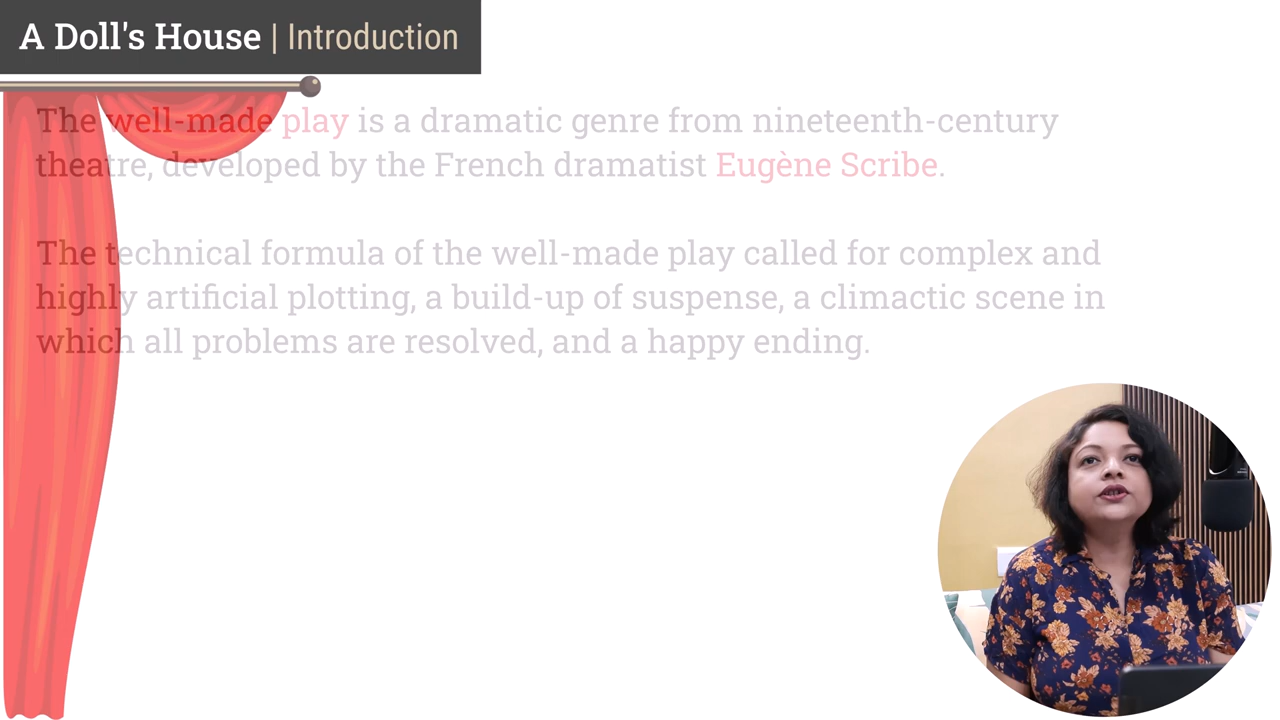 A Doll's House | Introduction
The well-made play is a dramatic genre from nineteenth-century
theatre, developed by the French dramatist Eugène Scribe.
The technical formula of the well-made play called for complex and
highly artificial plotting, a build-up of suspense, a climactic scene in
which all problems are resolved, and a happy ending.